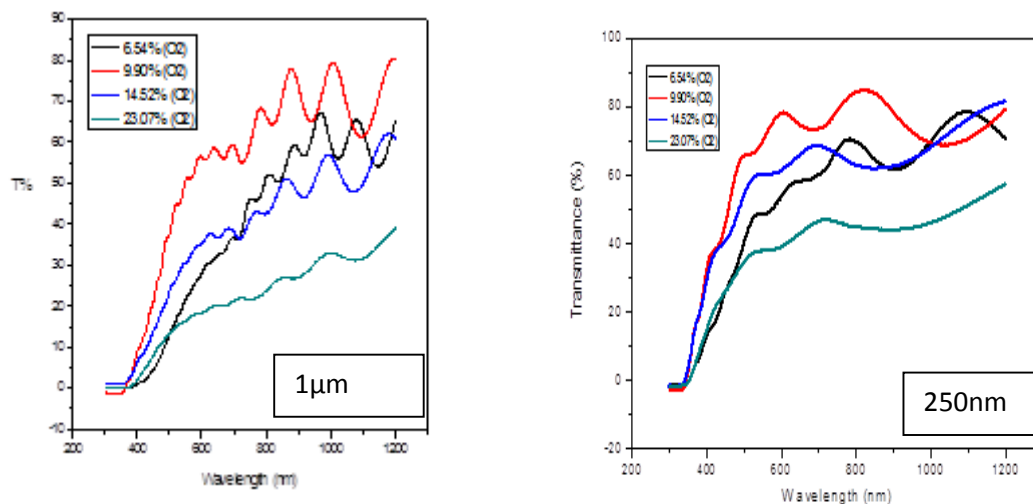 90
80
70
60
50
40
30
20
10
0
-10
T%
6.54% (O2)
9.90% (O2)
14.52% (O2)
23.07% (O2)
1µm
200 400 600 800 1000 1200
Wavelength (nm)
100
80
60
40
20
0
-20
Transmittance (%)
6.54% (O2)
9.90% (O2)
14.52% (O2)
23.07% (O2)
250nm
200 400 600 800 1000 1200
Wavelength (nm)